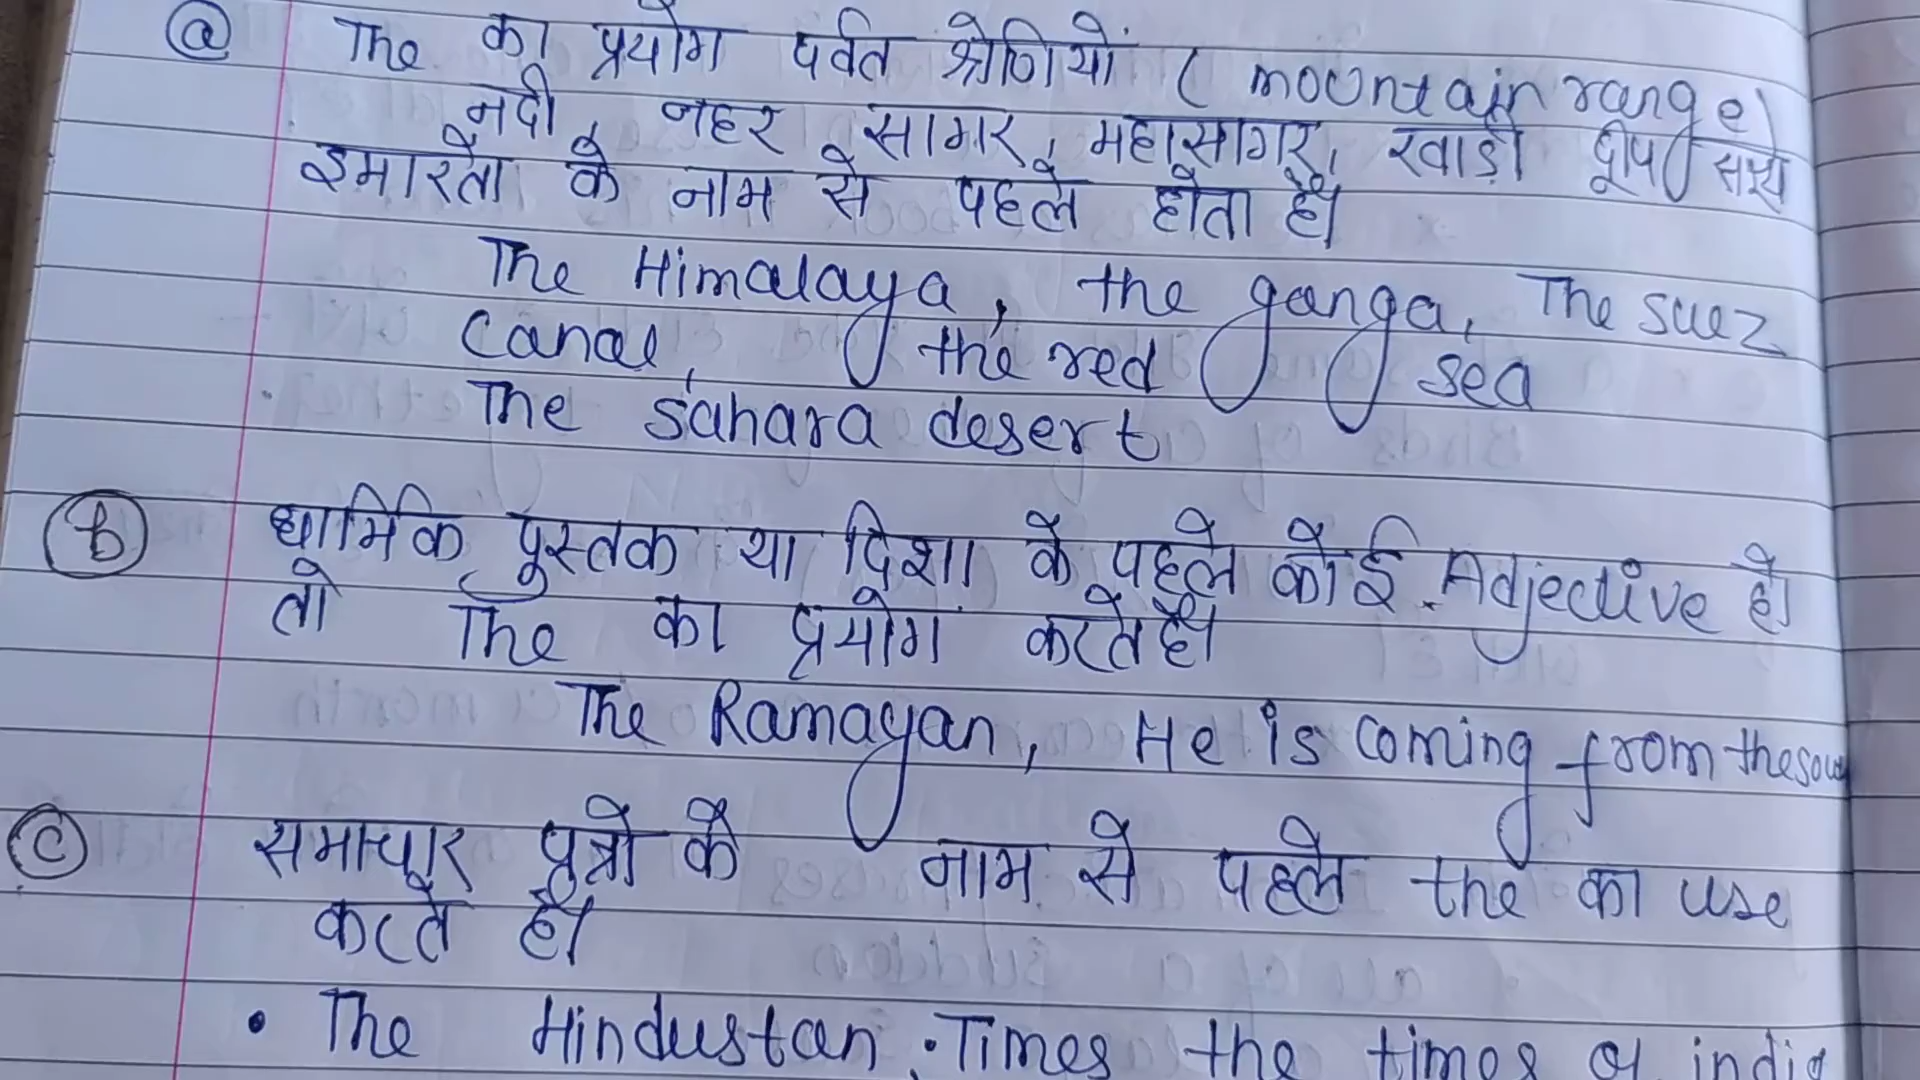 @ The का प्रयोग पर्वत श्रेणियों ( mountain range)
नदी, नहर सागर, महासागर, खाड़ी द्वीप
इमारतो के नाम से पहले होता है।
The Himalaya, the ganga, The suez
Canal, the red sea
The Sahara desert
(b) धार्मिक पुस्तक या दिशा के पहले कोई Adjective हो
तो The का प्रयोग करते है।
The Ramayan, He is coming from the
(C) समाचार पत्रो के नाम से पहले the का use
करते है।
• The Hindustan Times the times of india